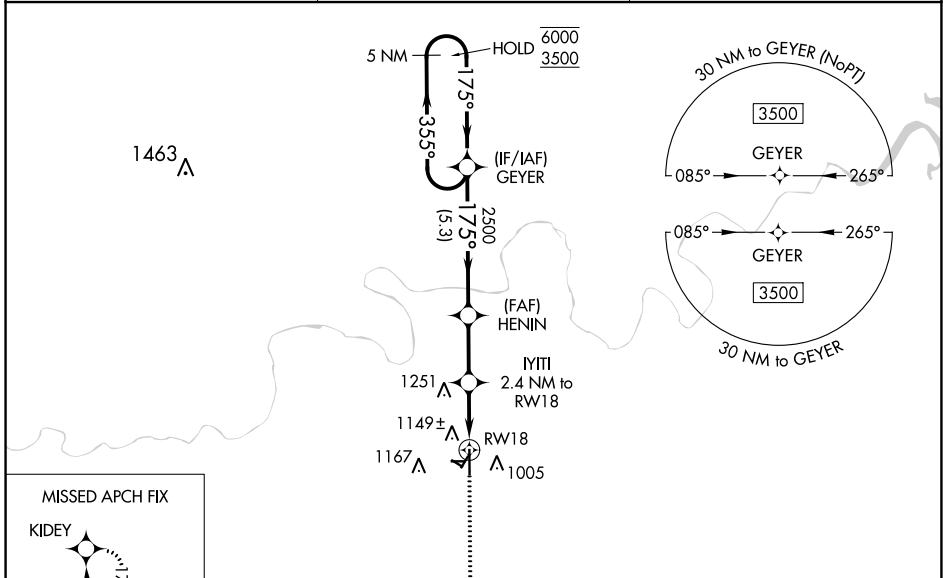 5 NM
HOLD
6000
3500
175°
355°
(IF/IAF)
GEYER
2500
175°
(5.3)
1463
30 NM to GEYER (NoPT)
3500
GEYER
085°
265°
085°
265°
GEYER
3500
30 NM to GEYER
(FAF)
HENIN
IYITI
2.4 NM to
RW18
1251
1149±
RW18
1167
1005
MISSED APCH FIX
KIDEY